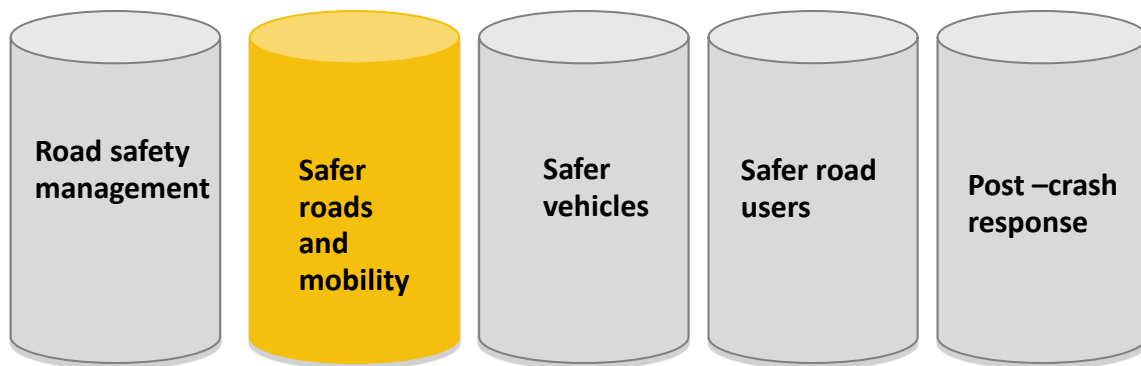 Road safety
management
Safer
roads
and
mobility
Safer
vehicles
Safer road
users
Post –crash
response